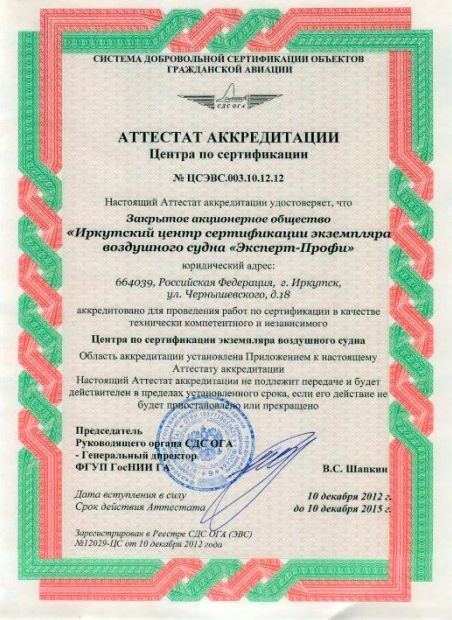 СИСТЕМА ДОБРОВОЛЬНОЙ СЕРТИФИКАЦИИ ОБЪЕКТОВ
ГРАЖДАНСКОЙ АВИАЦИИ
СДС ОГА
АТТЕСТАТ АККРЕДИТАЦИИ
Центра по сертификации
№ ЦСЭВС.003.10.12.12
Настоящий Аттестат аккредитации удостоверяет, что
Закрытое акционерное общество
«Иркутский центр сертификации экземпляра
воздушного судна «Эксперт-Профи»
юридический адрес:
664039, Российская Федерация, г. Иркутск,
ул. Чернышевского, д.18
аккредитовано для проведения работ по сертификации в качестве
технически компетентного и независимого
Центра по сертификации экземпляра воздушного судна
Область аккредитации установлена Приложением к настоящему
Аттестату аккредитации
Настоящий Аттестат аккредитации не подлежит передаче и будет
действителен в пределах установленного срока, если его действие не
будет приостановлено или прекращено
Председатель
Руководящего органа СДС ОГА
- Генеральный директор
ФГУП ГосНИИ ГА
В.С. Шапкин
Дата вступления в силу 10 декабря 2012 г.
Срок действия Аттестата до 10 декабря 2015 г.
Зарегистрирован в Реестре СДС ОГА (ЭВС)
№12029-ЦС от 10 декабря 2012 года